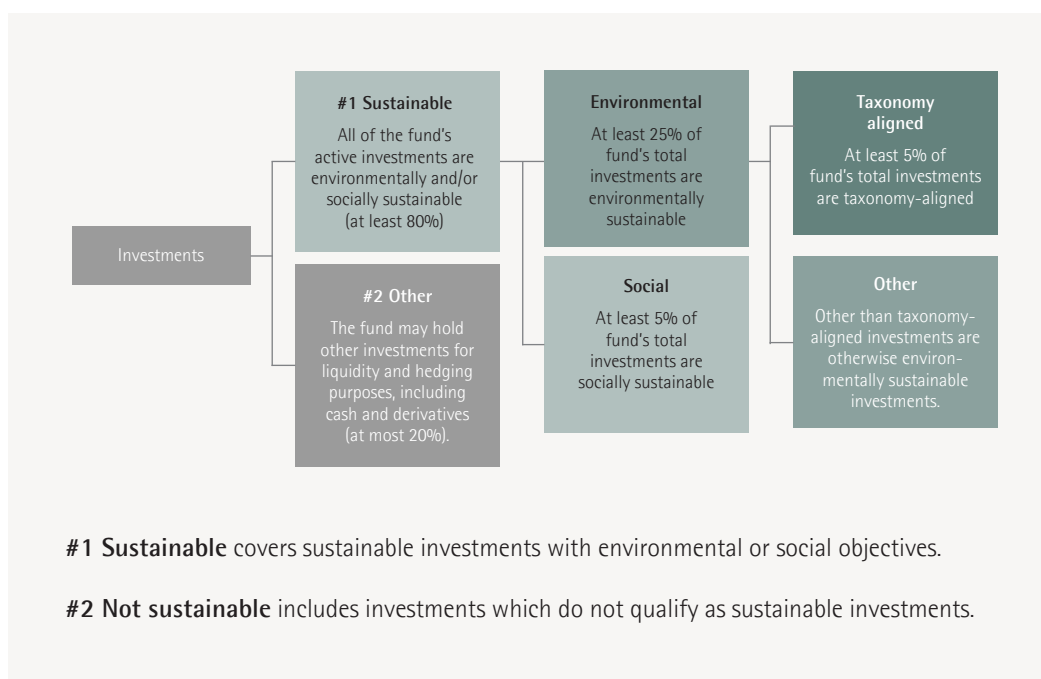 Investments
#1 Sustainable
All of the fund's
active investments are
environmentally and/or
socially sustainable
(at least 80%)
#2 Other
The fund may hold
other investments for
liquidity and hedging
purposes, including
cash and derivatives
(at most 20%).
Environmental
At least 25% of
fund's total
investments are
environmentally
sustainable
Social
At least 5% of
fund's total
investments are
socially sustainable
Taxonomy
aligned
At least 5% of
fund's total investments
are taxonomy-aligned
Other
Other than taxonomy-
aligned investments are
otherwise environ-
mentally sustainable
investments.
#1 Sustainable covers sustainable investments with environmental or social objectives.
#2 Not sustainable includes investments which do not qualify as sustainable investments.